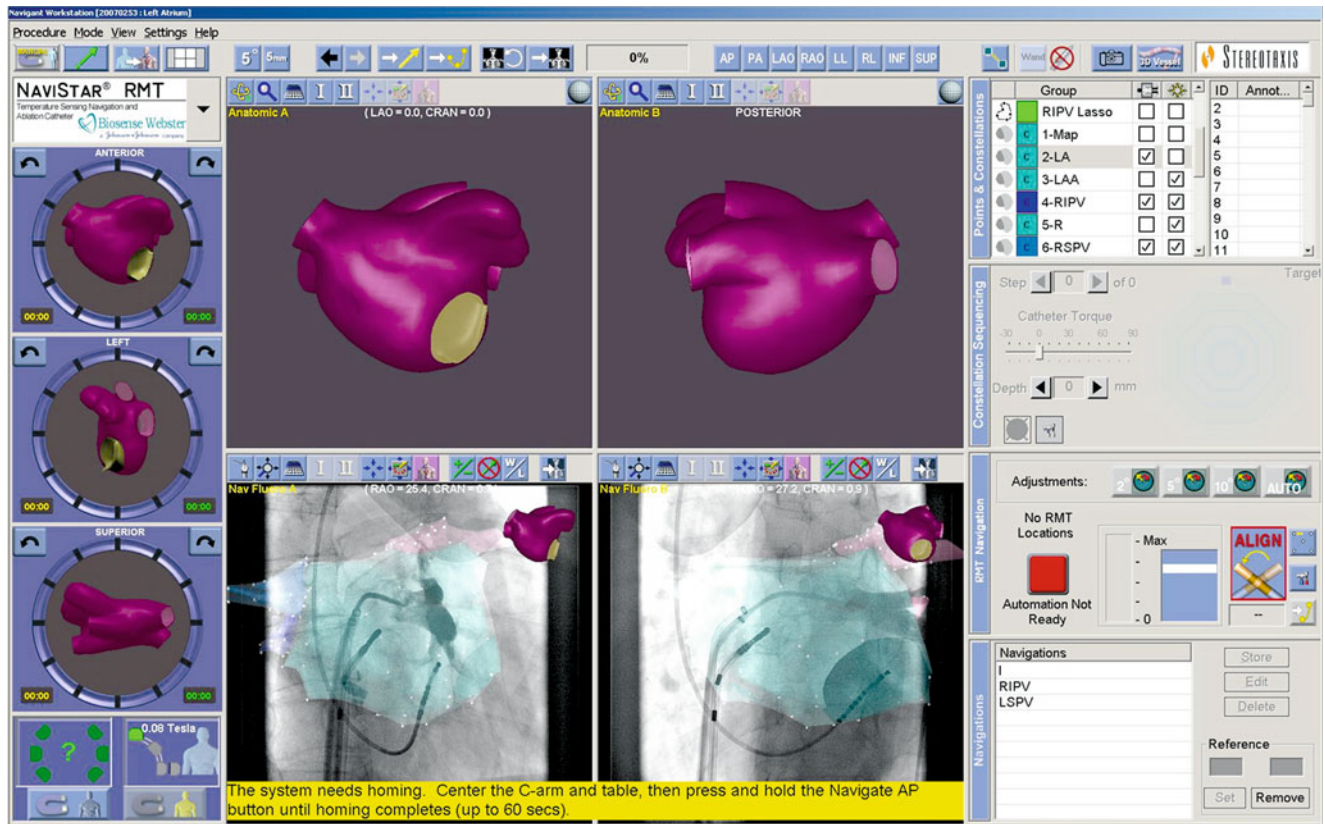 Navigant Workstation [20070253 : Left Atrium]
Procedure Mode View Settings Help
5° 5mm 0% AP PA LAO RAO LL RL INF SUP Wand 3D Vessel STEREOTAXIS
NAVISTAR® RMT
Temperature Sensing Navigation and
Ablation Catheter
Biosense Webster
a Johnson & Johnson company
ANTERIOR
00:00 00:00
LEFT
00:00 00:00
SUPERIOR
00:00 00:00
?
0.08 Tesla
I II
Anatomic A (LAO = 0.0, CRAN = 0.0)
I II
Anatomic B POSTERIOR
I II W/L
Nav Fluoro A (RAO = 25.4, CRAN =
I II W/L
Nav Fluoro B = 27.2, CRAN = 0.9)
The system needs homing. Center the C-arm and table, then press and hold the Navigate AP
button until homing completes (up to 60 secs).
Points & Constellations
Group ID Annot...
RIPV Lasso
C 1-Map
C 2-LA
C 3-LAA
C 4-RIPV
C 5-R
C 6-RSPV
2
3
4
5
6
7
8
9
10
11
Constellation Sequencing
Step 0 of 0
Target
Catheter Torque
-30 0 30 60 90
Depth 0 mm
RMT Navigation
Adjustments: 2° 5° 10° AUTO
No RMT
Locations
Automation Not
Ready
- Max
- 0
ALIGN
--
Navigations
Navigations
I
RIPV
LSPV
Store
Edit
Delete
Reference
Set Remove